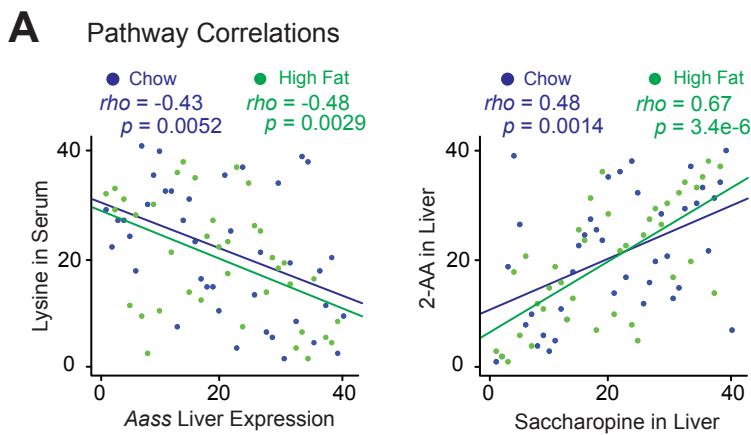 A Pathway Correlations
Chow High Fat
rho = -0.43 rho = -0.48
p = 0.0052 p = 0.0029
40
20
0
Lysine in Serum
0 20 40
Aass Liver Expression
Chow High Fat
rho = 0.48 rho = 0.67
p = 0.0014 p = 3.4e-6
40
20
0
2-AA in Liver
0 20 40
Saccharopine in Liver